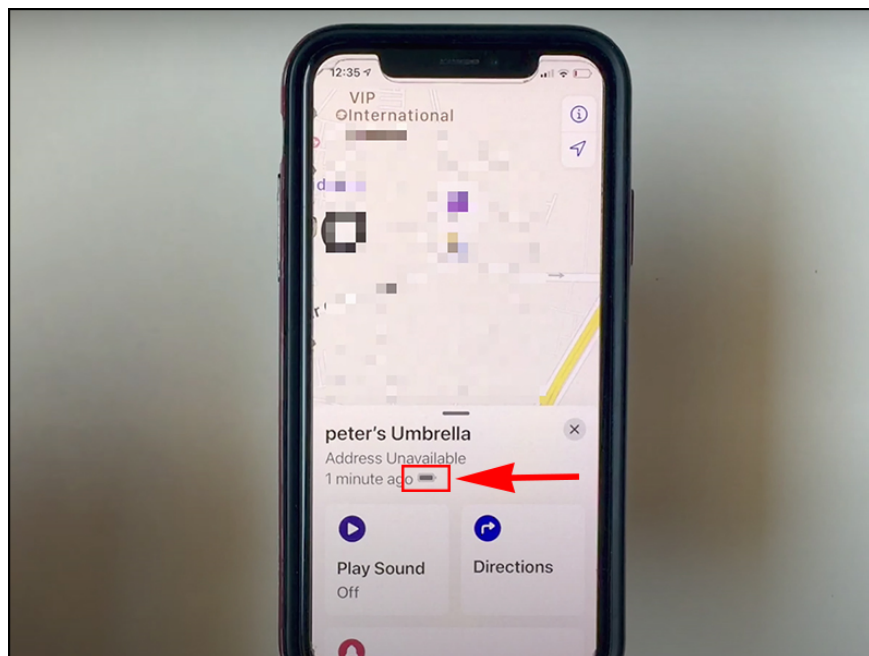 12:35
VIP
International
d
r
peter's Umbrella
Address Unavailable
1 minute ago
Play Sound
Off
Directions